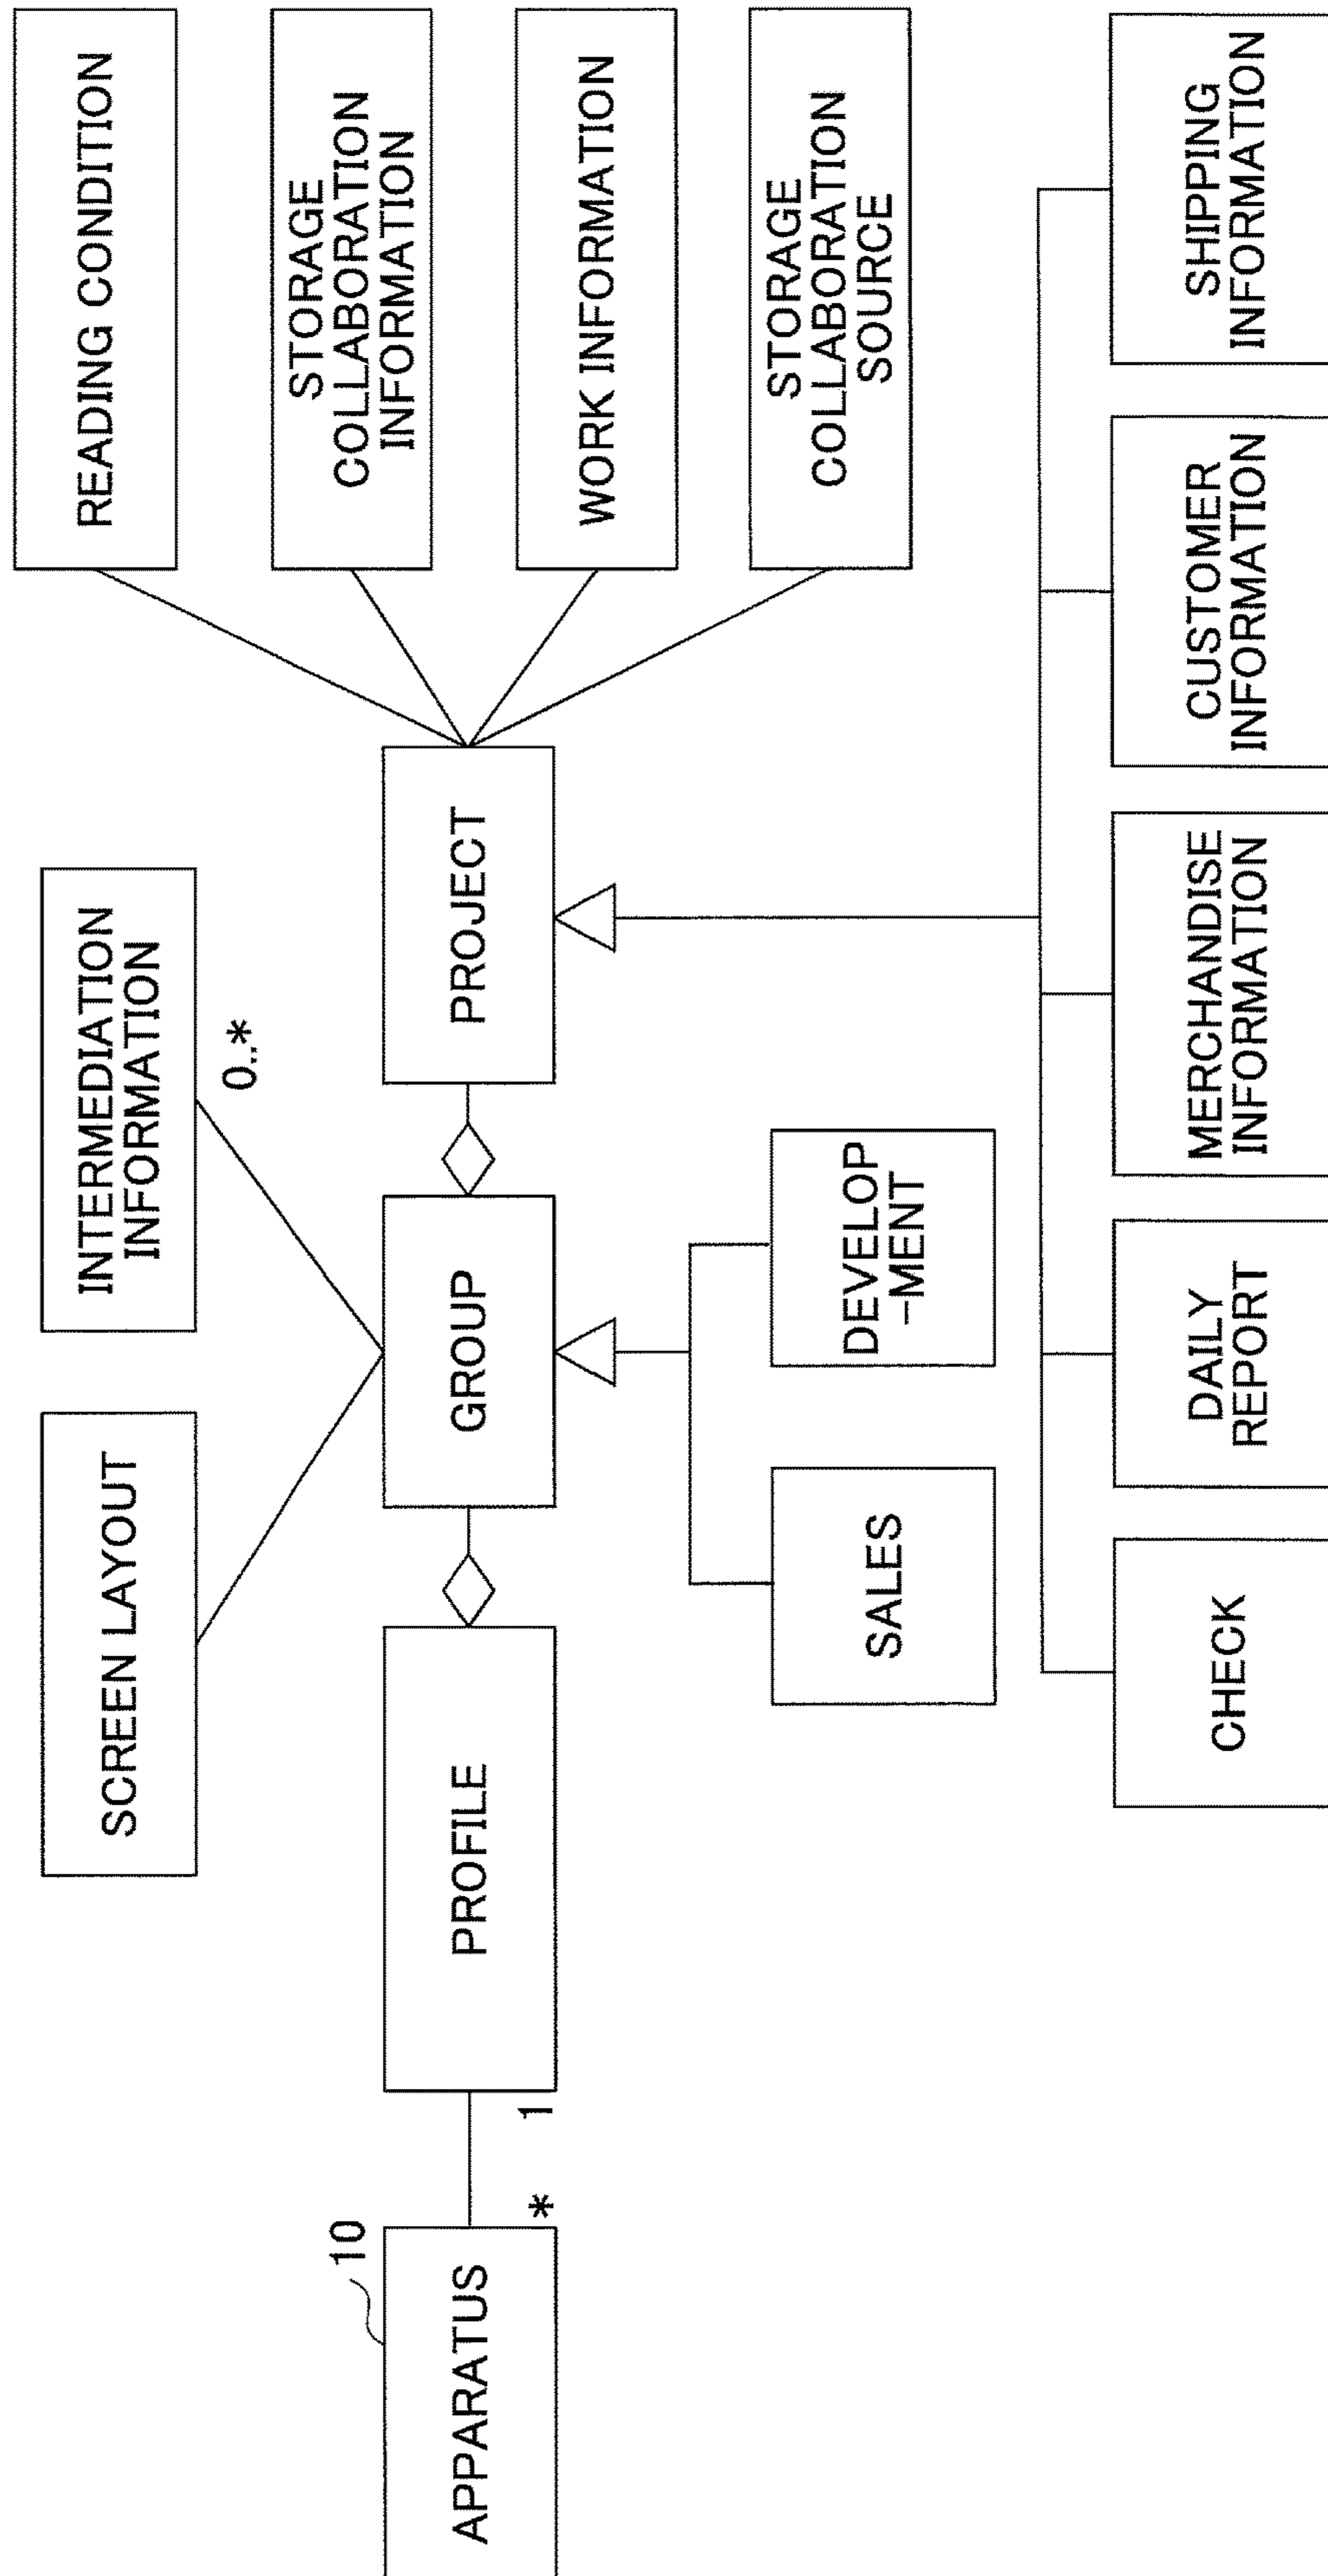 SCREEN LAYOUT
INTERMEDIATION
INFORMATION
0..*
READING CONDITION
STORAGE
COLLABORATION
INFORMATION
WORK INFORMATION
STORAGE
COLLABORATION
SOURCE
10
APPARATUS
*
1
PROFILE
GROUP
PROJECT
SALES
DEVELOP
-MENT
CHECK
DAILY
REPORT
MERCHANDISE
INFORMATION
CUSTOMER
INFORMATION
SHIPPING
INFORMATION